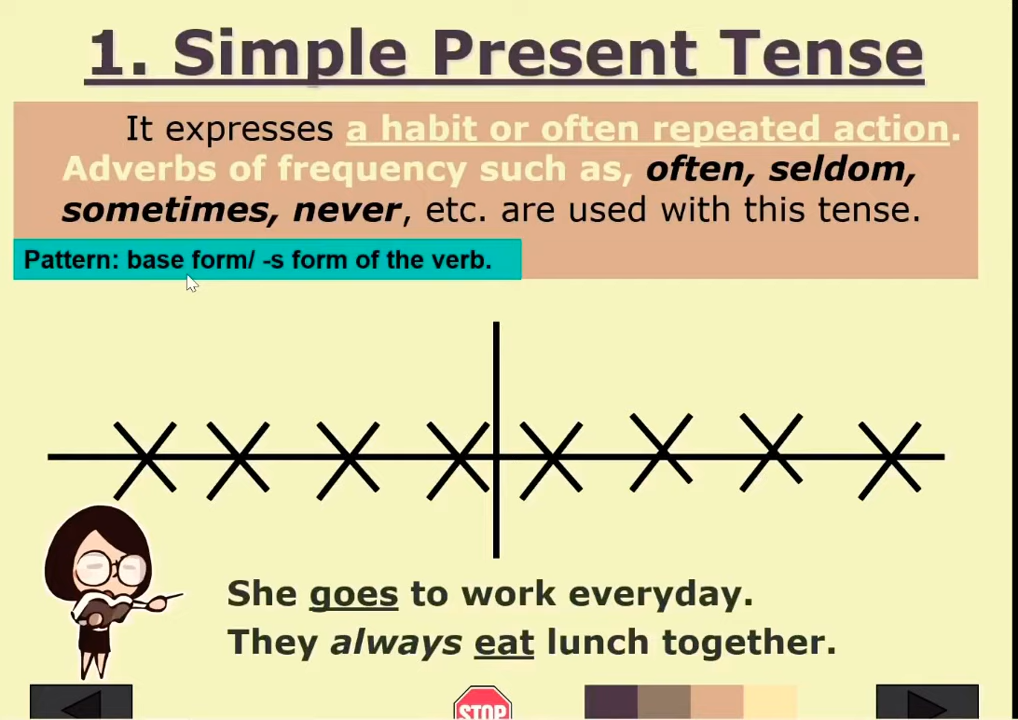 1. Simple Present Tense
It expresses a habit or often repeated action.
Adverbs of frequency such as, often, seldom,
sometimes, never, etc. are used with this tense.
Pattern: base form/ -s form of the verb.
She goes to work everyday.
They always eat lunch together.
STOP